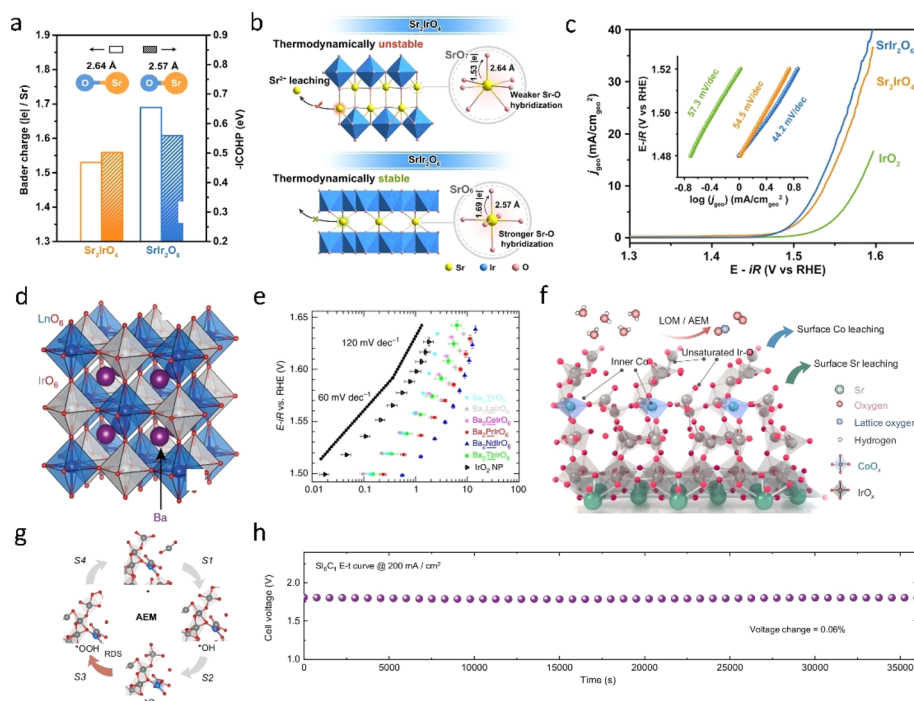 a
Bader charge (|e|) / Sr
1.9
1.8
1.7
1.6
1.5
1.4
1.3
2.64 Å
2.57 Å
O
Sr
O
Sr
0.9
0.8
0.7
0.6
0.5
0.4
0.3
0.2
-ICOHP (eV)
Sr₂IrO₄
SrIr₂O₆
b
Sr₂IrO₄
Thermodynamically unstable
Sr²⁺ leaching
SrO₇
1.53 |e|
2.64 Å
Weaker Sr-O
hybridization
SrIr₂O₆
Thermodynamically stable
SrO₆
1.69 |e|
2.57 Å
Stronger Sr-O
hybridization
Sr
Ir
O
c
j geo (mA/cm geo ²)
40
30
20
10
0
SrIr₂O₆
Sr₂IrO₄
IrO₂
E-iR (V vs RHE)
1.52
1.50
1.48
57.3 mV/dec
54.5 mV/dec
44.2 mV/dec
-0.8
-0.4
0
0.4
0.8
log (j geo) (mA/cm geo ²)
1.3
1.4
1.5
1.6
E - iR (V vs RHE)
d
LnO₆
IrO₆
Ba
e
E-iR vs. RHE (V)
1.65
1.60
1.55
1.50
120 mV dec⁻¹
60 mV dec⁻¹
Ba₂LaIrO₆
Ba₂CeIrO₆
Ba₂PrIrO₆
Ba₂NdIrO₆
Ba₂TbIrO₆
IrO₂ NP
0.01
0.1
1
10
100
f
LOM / AEM
Surface Co leaching
Surface Sr leaching
Inner Co
Unsaturated Ir-O
Sr
Oxygen
Lattice oxygen
Hydrogen
CoOₓ
IrOₓ
g
S4
S1
AEM
*OOH
RDS
*OH
S3
S2
h
SI₆C₁ E-t curve @ 200 mA / cm²
Cell voltage (V)
2.0
1.5
1.0
Voltage change = 0.06%
0
5000
10000
15000
20000
25000
30000
35000
Time (s)